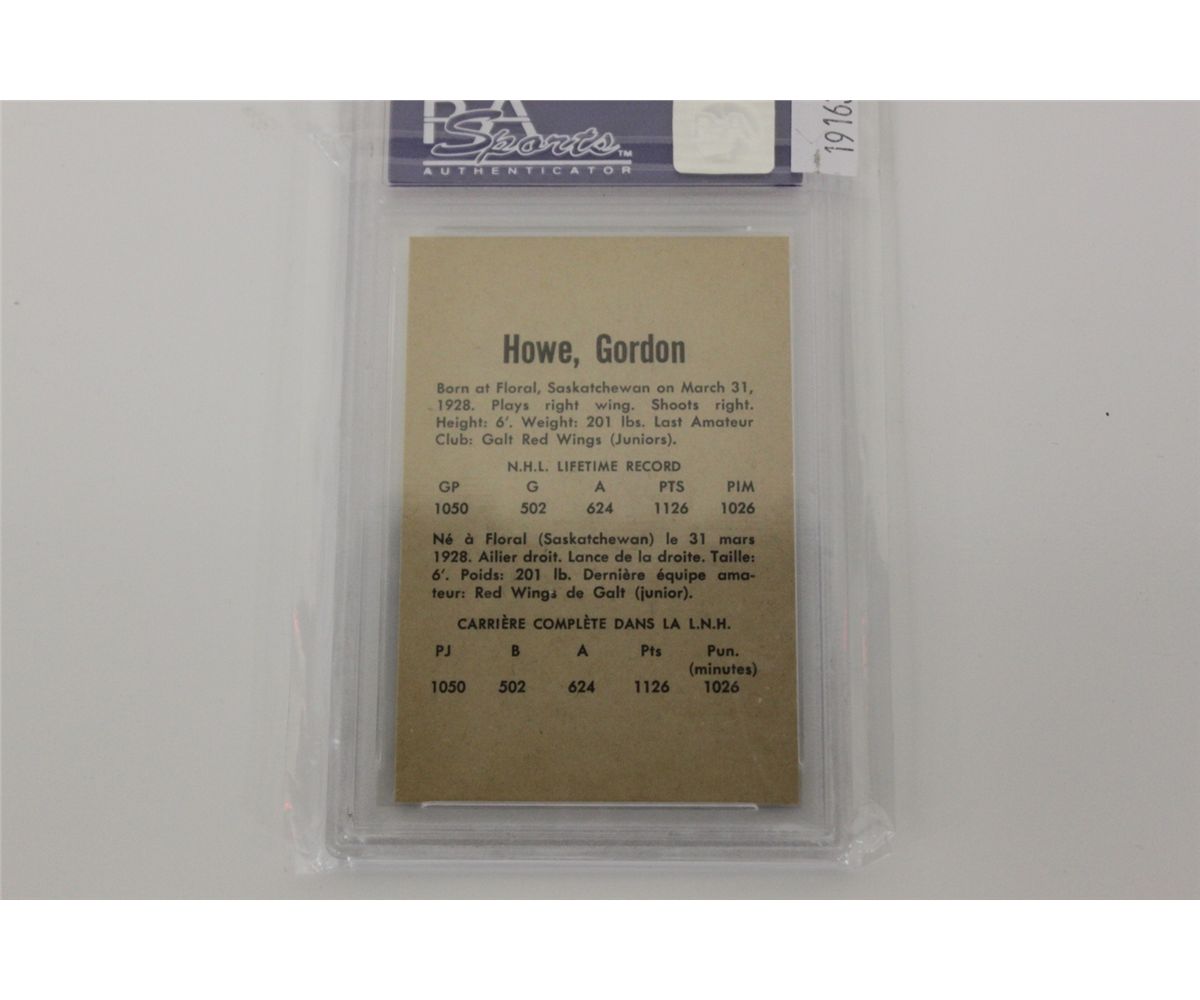 PSA
Sports™
AUTHENTICATOR
Howe, Gordon
Born at Floral, Saskatchewan on March 31,
1928. Plays right wing. Shoots right.
Height: 6'. Weight: 201 lbs. Last Amateur
Club: Galt Red Wings (Juniors).
N.H.L. LIFETIME RECORD
GP G A PTS PIM
1050 502 624 1126 1026
Né à Floral (Saskatchewan) le 31 mars
1928. Ailier droit. Lance de la droite. Taille:
6'. Poids: 201 lb. Dernière équipe ama-
teur: Red Wings de Galt (junior).
CARRIÈRE COMPLÈTE DANS LA L.N.H.
PJ B A Pts Pun.
(minutes)
1050 502 624 1126 1026